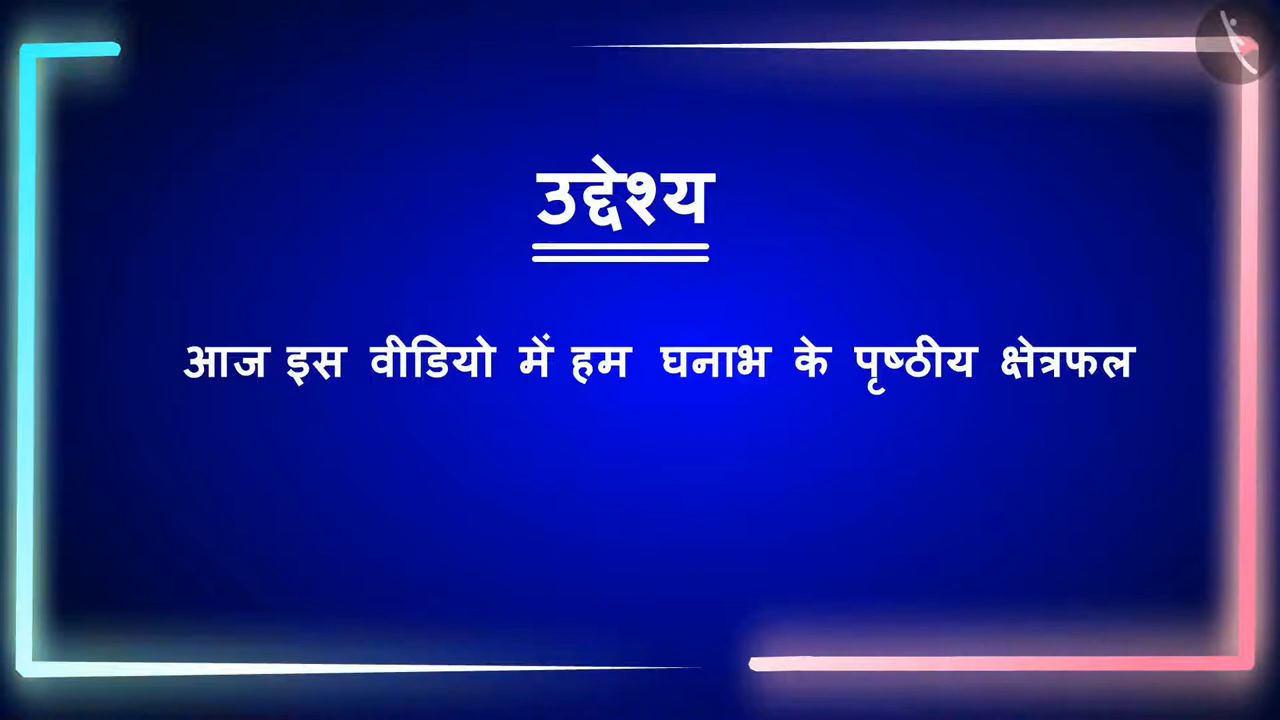 उद्देश्य
आज इस वीडियो में हम घनाभ के पृष्ठीय क्षेत्रफल